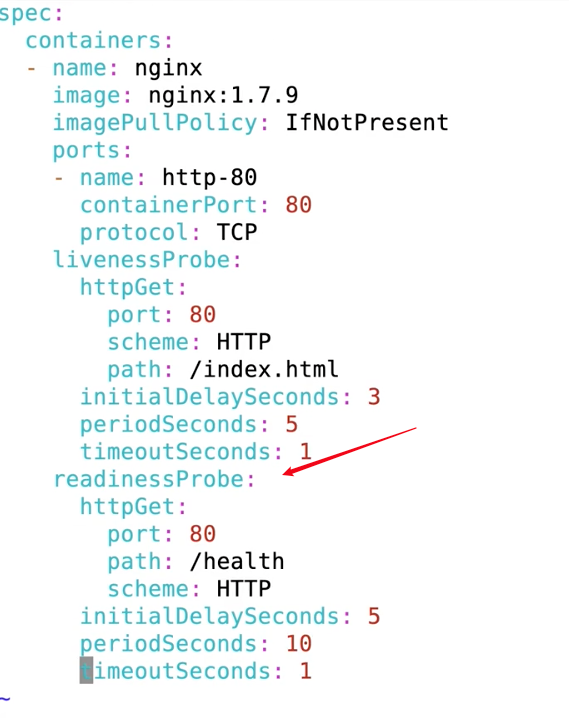 spec:
  containers:
  - name: nginx
    image: nginx:1.7.9
    imagePullPolicy: IfNotPresent
    ports:
    - name: http-80
      containerPort: 80
      protocol: TCP
    livenessProbe:
      httpGet:
        port: 80
        scheme: HTTP
        path: /index.html
      initialDelaySeconds: 3
      periodSeconds: 5
      timeoutSeconds: 1
    readinessProbe:
      httpGet:
        port: 80
        path: /health
        scheme: HTTP
      initialDelaySeconds: 5
      periodSeconds: 10
      timeoutSeconds: 1
~